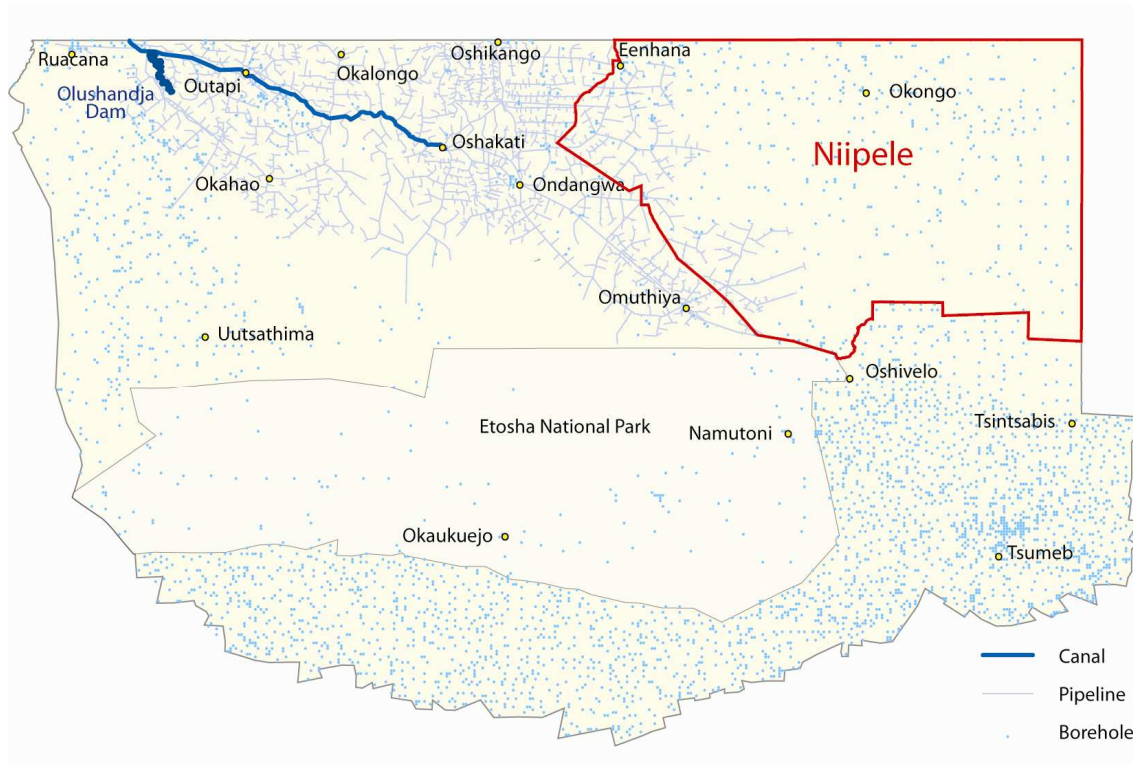 Oshikango
Eenhana
Ruacana
Okalongo
Outapi
Olushandja
Dam
Okongo
Oshakati
Niipele
Okahao
Ondangwa
Omuthiya
Uutsathima
Oshivelo
Etosha National Park
Namutoni
Tsintsabis
Okaukuejo
Tsumeb
Canal
Pipeline
Borehole